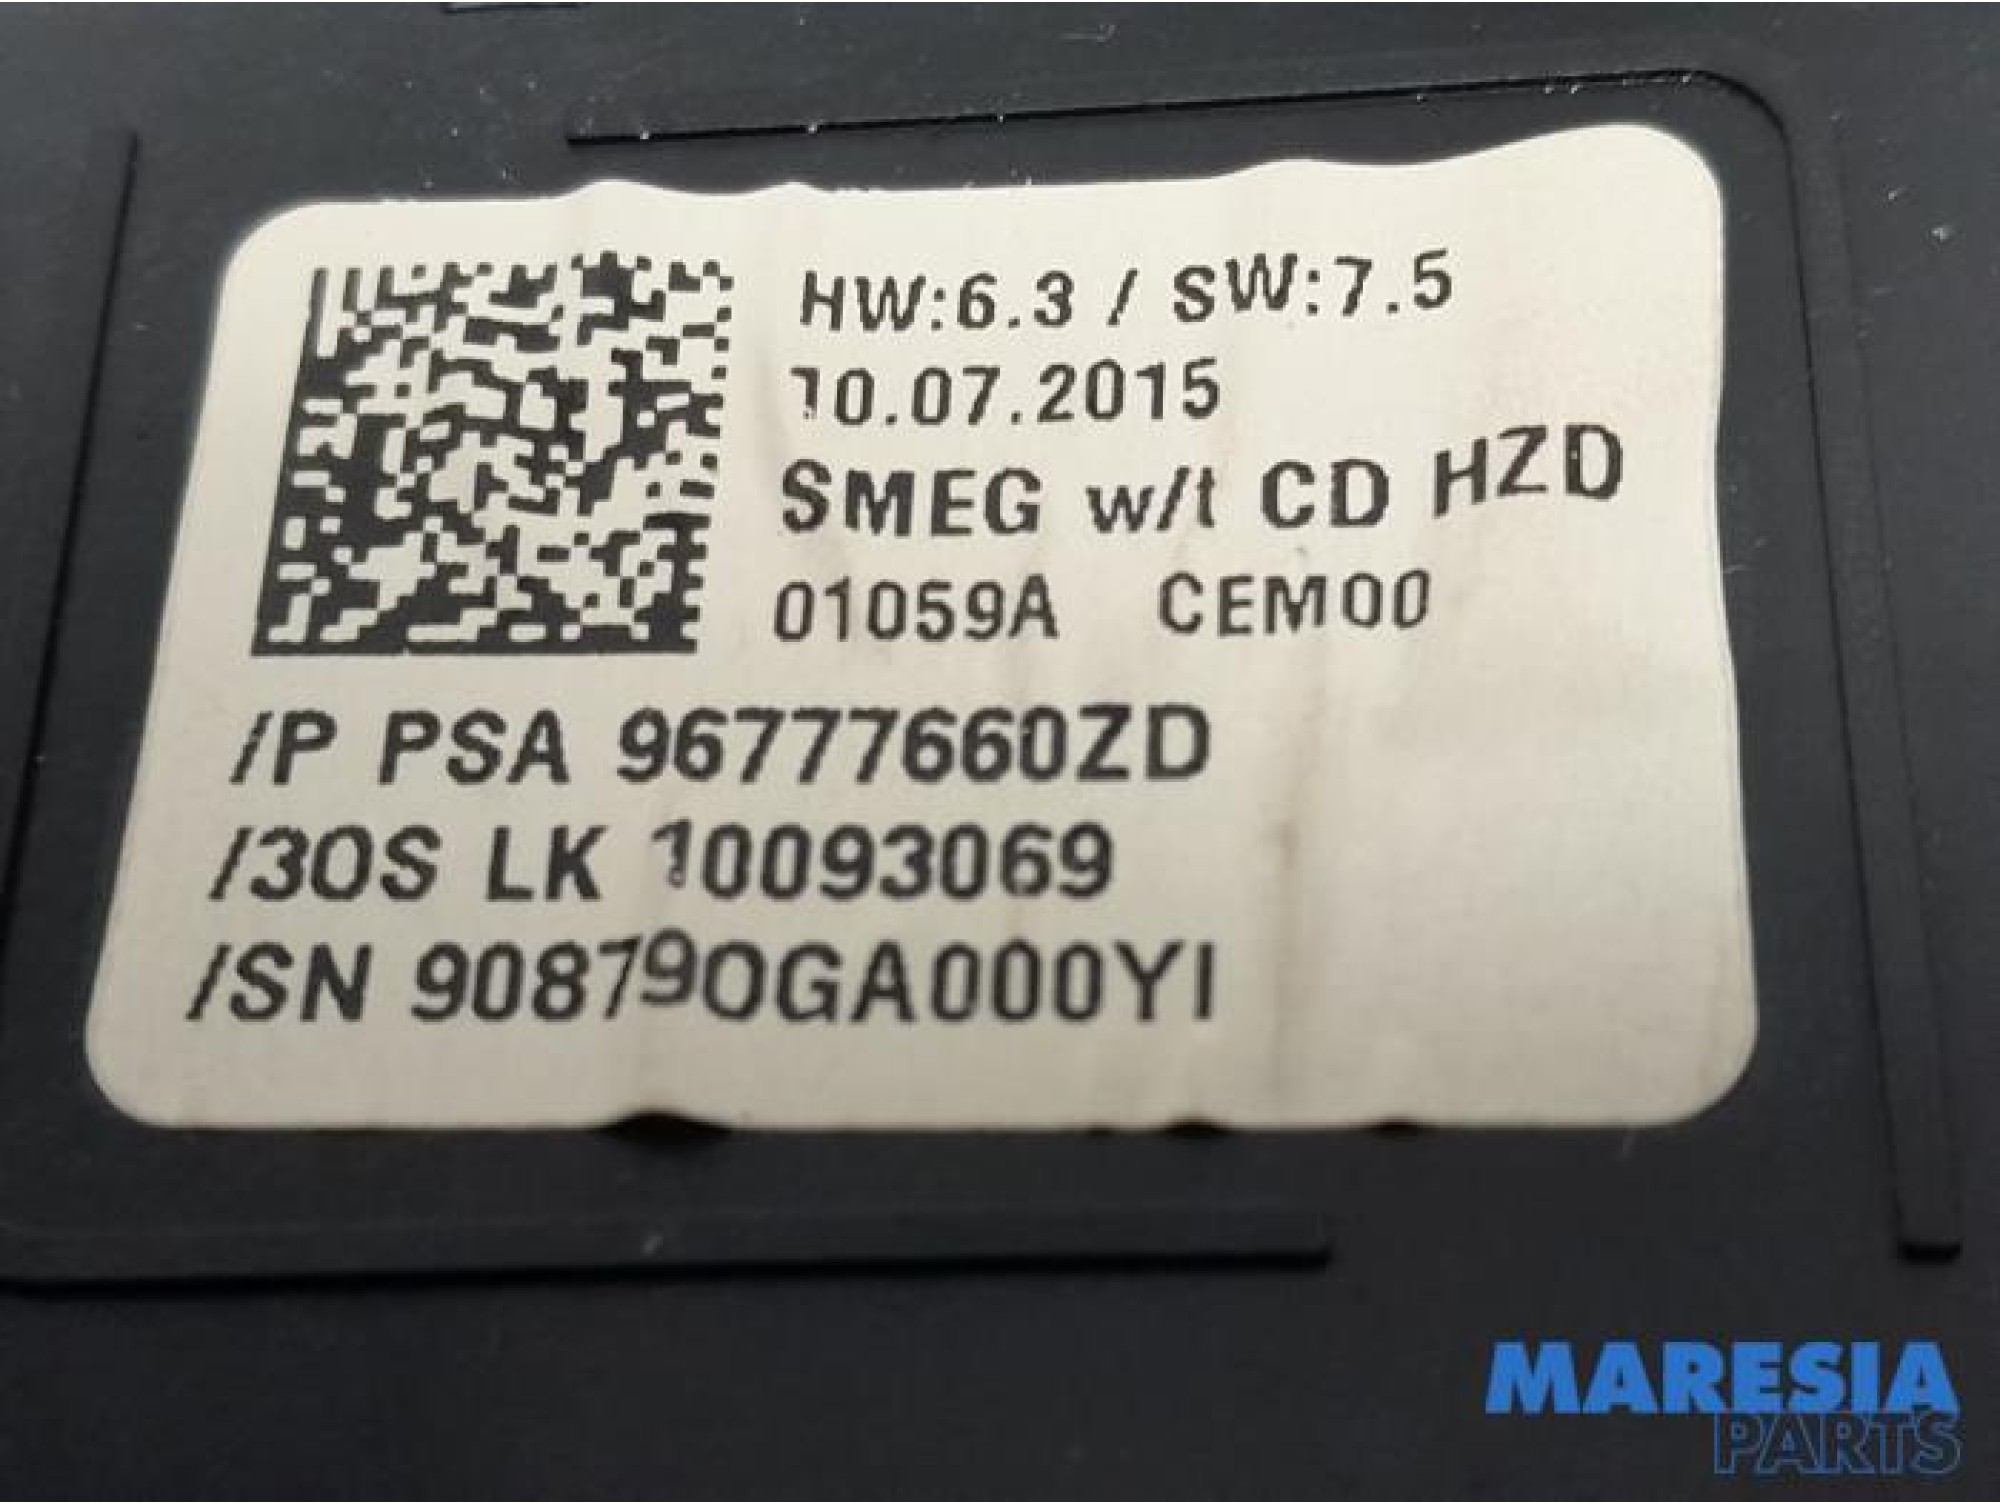 HW:6.3 / SW:7.5
10.07.2015
SMEG w/t CD HZD
01059A CEM00
/P PSA 96777660ZD
/3OS LK 10093069
/SN 908790GA000YI
MARESIA
PARTS